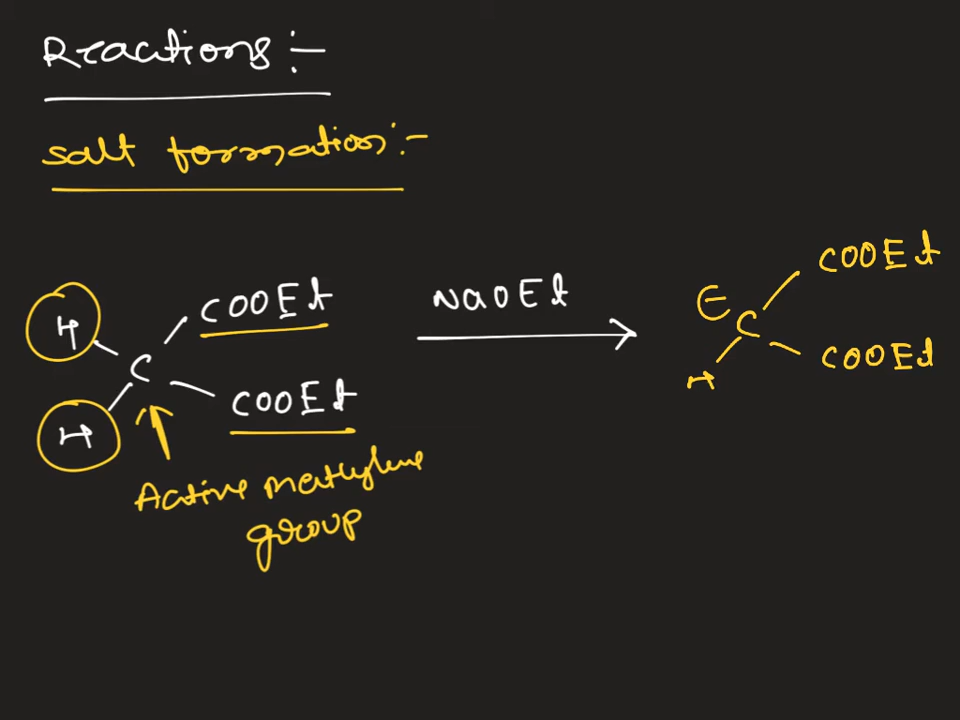 Reactions :-
Salt formation :-
H
C
COOEt
H
COOEt
NaOEt
⊖
C
COOEt
H
COOEt
Active methylene
group